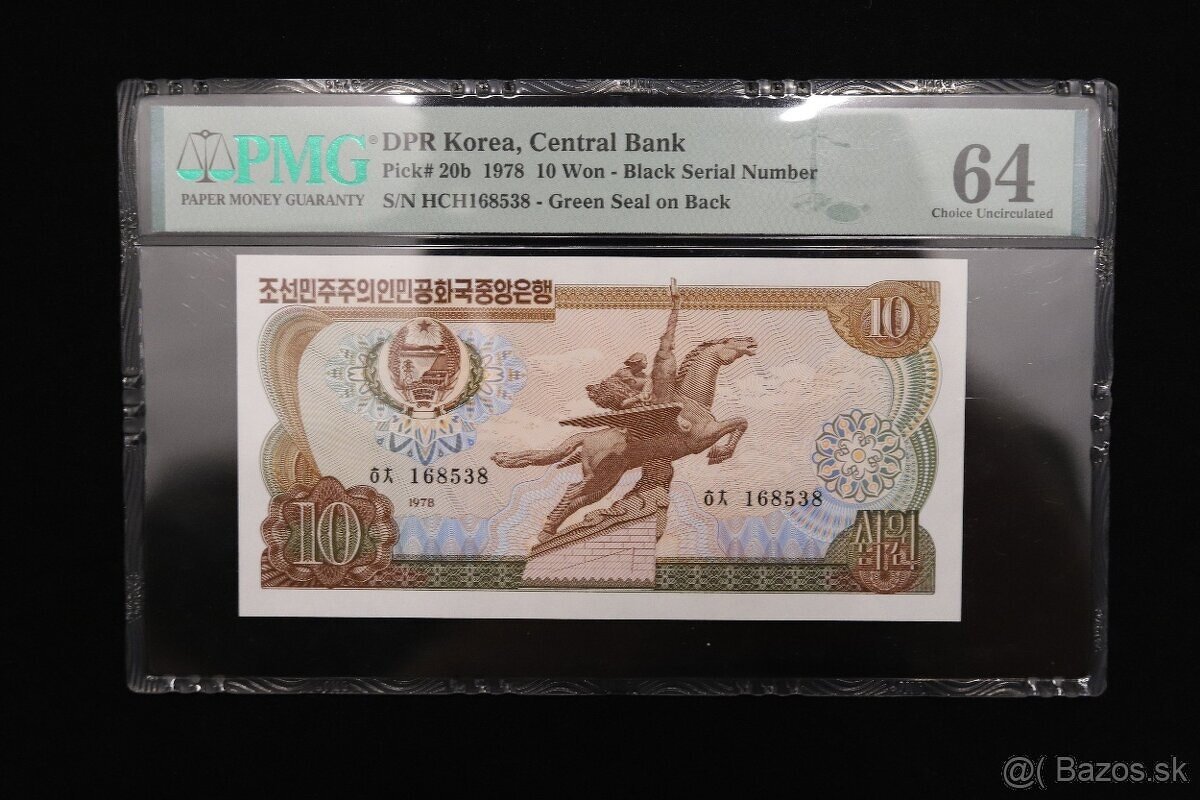 PMG®
PAPER MONEY GUARANTY
DPR Korea, Central Bank
Pick# 20b 1978 10 Won - Black Serial Number
S/N HCH168538 - Green Seal on Back
64
Choice Uncirculated
조선민주주의인민공화국중앙은행
10
ㅎㅊ 168538
1978
ㅎㅊ 168538
10
십원
@( Bazos.sk